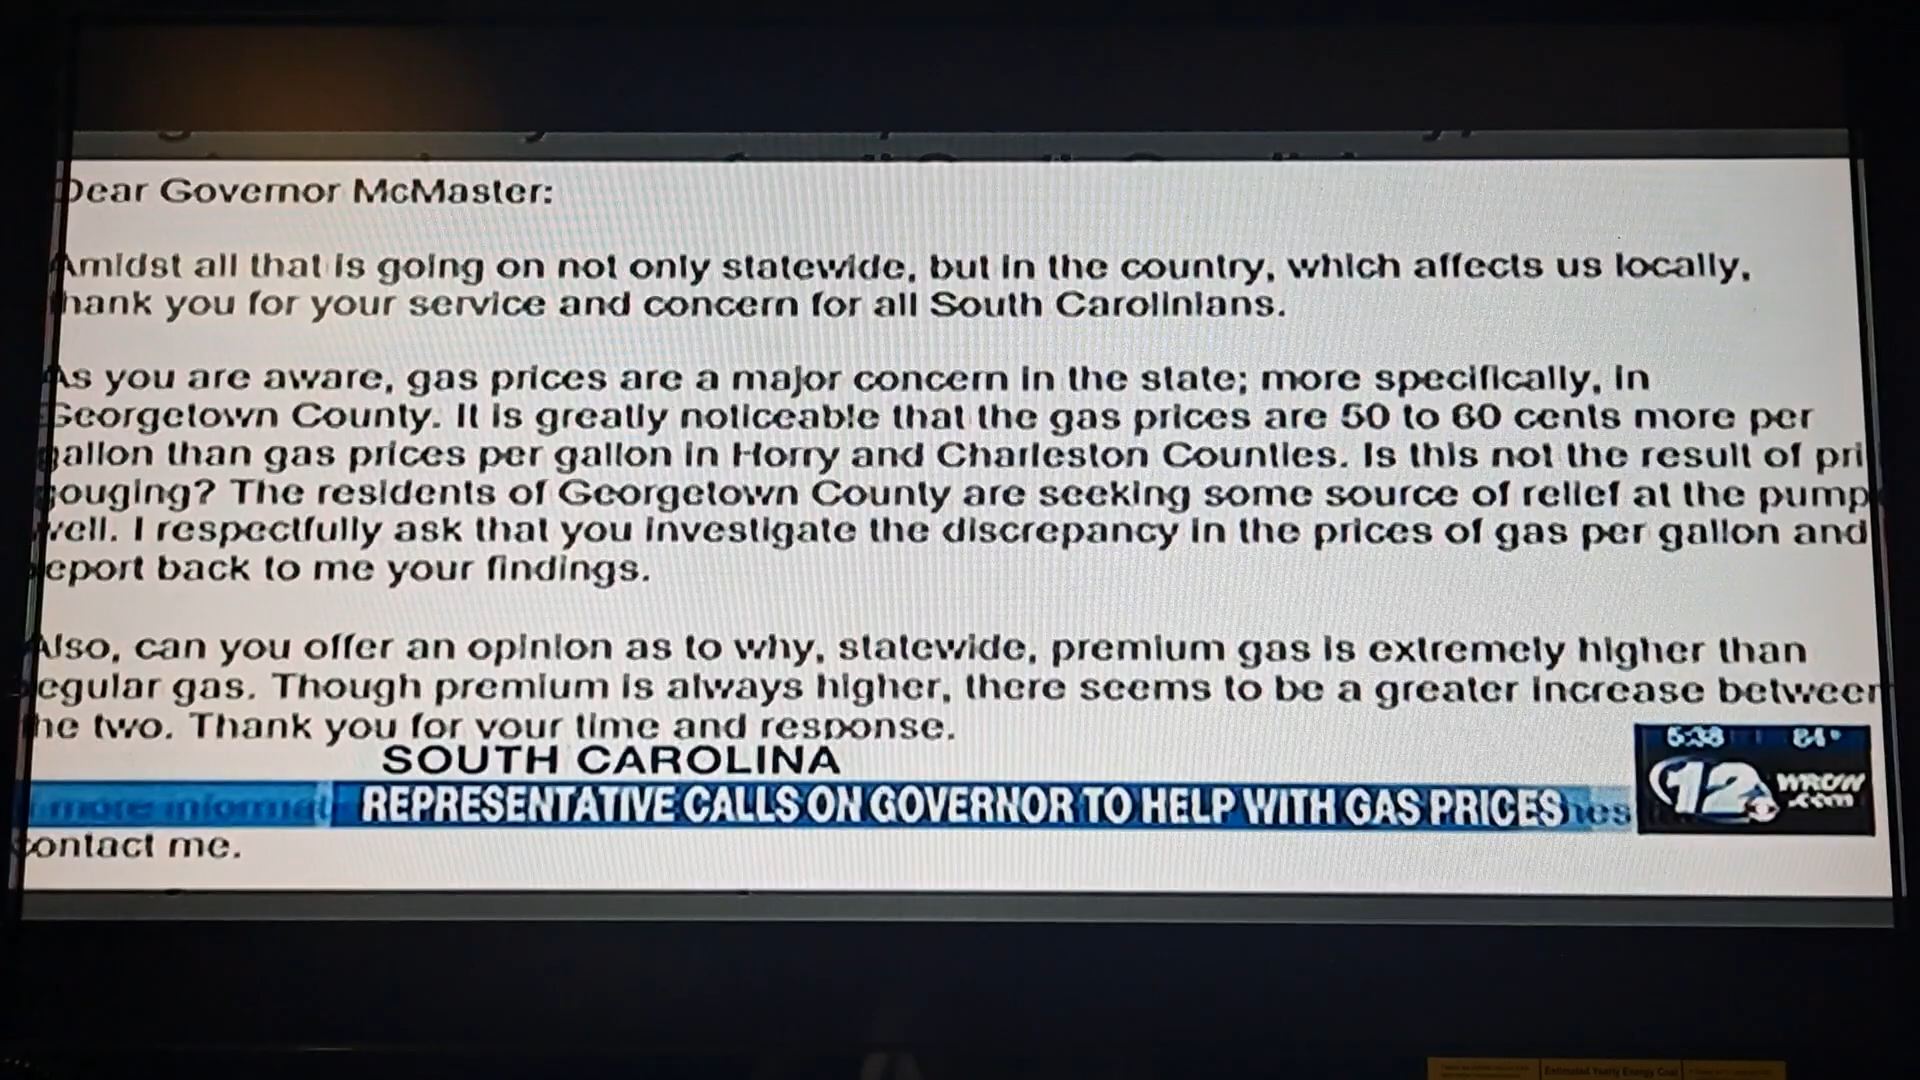 Dear Governor McMaster:
Amidst all that is going on not only statewide, but in the country, which affects us locally,
thank you for your service and concern for all South Carolinians.
As you are aware, gas prices are a major concern in the state; more specifically, in
Georgetown County. It is greatly noticeable that the gas prices are 50 to 60 cents more per
gallon than gas prices per gallon in Horry and Charleston Counties. Is this not the result of pri
gouging? The residents of Georgetown County are seeking some source of relief at the pump
well. I respectfully ask that you investigate the discrepancy in the prices of gas per gallon and
report back to me your findings.
Also, can you offer an opinion as to why, statewide, premium gas is extremely higher than
regular gas. Though premium is always higher, there seems to be a greater increase between
the two. Thank you for your time and response.
SOUTH CAROLINA
5:38 84°
more informat REPRESENTATIVE CALLS ON GOVERNOR TO HELP WITH GAS PRICES
12 WRDW .com
contact me.
Estimated Yearly Energy Cost